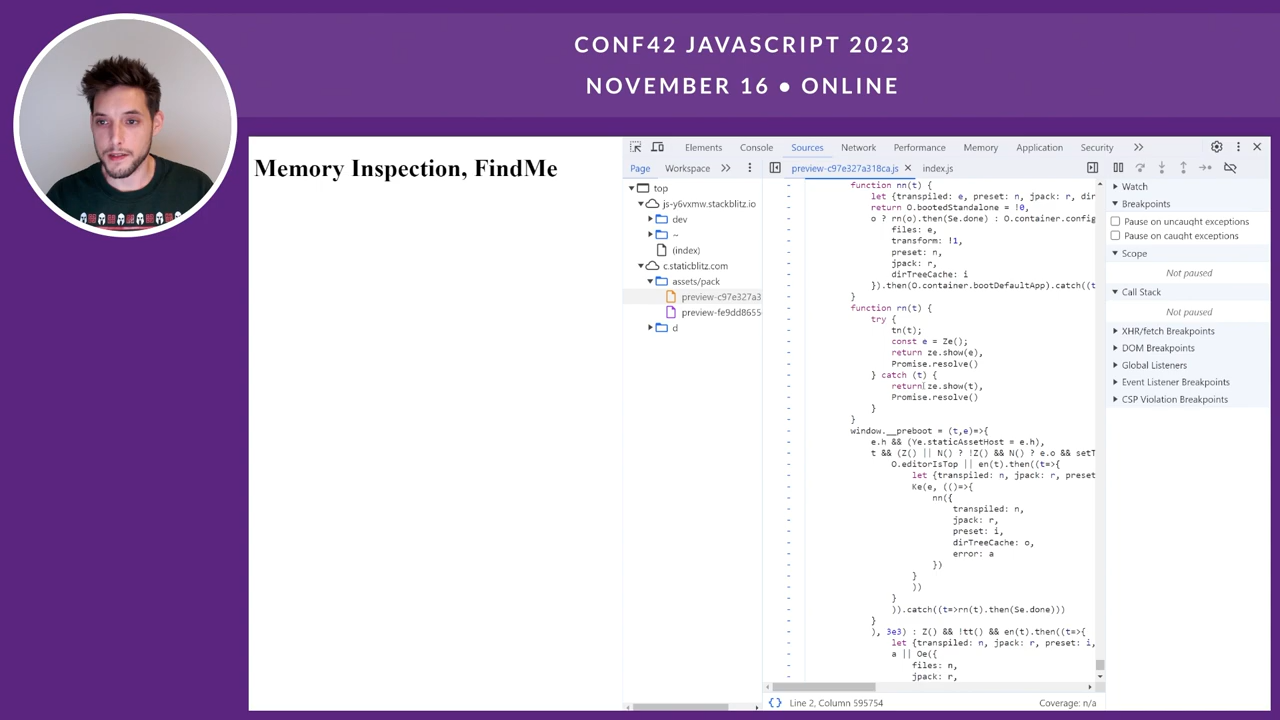 CONF42 JAVASCRIPT 2023
NOVEMBER 16 ● ONLINE
Memory Inspection, FindMe
Elements Console Sources Network Performance Memory Application Security
Page Workspace
preview-c97e327a318ca.js
index.js
top
js-y6vxmw.stackblitz.io
dev
~
(index)
c.staticblitz.com
assets/pack
preview-c97e327a3
preview-fe9dd8655
d
function nn(t) {
let {transpiled: e, preset: n, jpack: r, dir
return O.bootedStandalone = !0,
o ? rn(o).then(Se.done) : O.container.config
files: e,
transform: !1,
preset: n,
jpack: r,
dirTreeCache: i
}).then(O.container.bootDefaultApp).catch((t
}
function rn(t) {
try {
tn(t);
const e = Ze();
return ze.show(e),
Promise.resolve()
} catch (t) {
return ze.show(t),
Promise.resolve()
}
}
window.__preboot = (t,e)=>{
e.h && (Ye.staticAssetHost = e.h),
t && (Z() || N() ? !Z() && N() ? e.o && setT
O.editorIsTop || en(t).then((t=>{
let {transpiled: n, jpack: r, preset
Ke(e, (()=>{
nn({
transpiled: n,
jpack: r,
preset: i,
dirTreeCache: o,
error: a
})
}
))
}
)).catch((t=>rn(t).then(Se.done)))
}
), 3e3) : Z() && !tt() && en(t).then((t=>{
let {transpiled: n, jpack: r, preset: i,
a || Oe({
files: n,
jpack: r,
{} Line 2, Column 595754
Coverage: n/a
Watch
Breakpoints
Pause on uncaught exceptions
Pause on caught exceptions
Scope
Not paused
Call Stack
Not paused
XHR/fetch Breakpoints
DOM Breakpoints
Global Listeners
Event Listener Breakpoints
CSP Violation Breakpoints